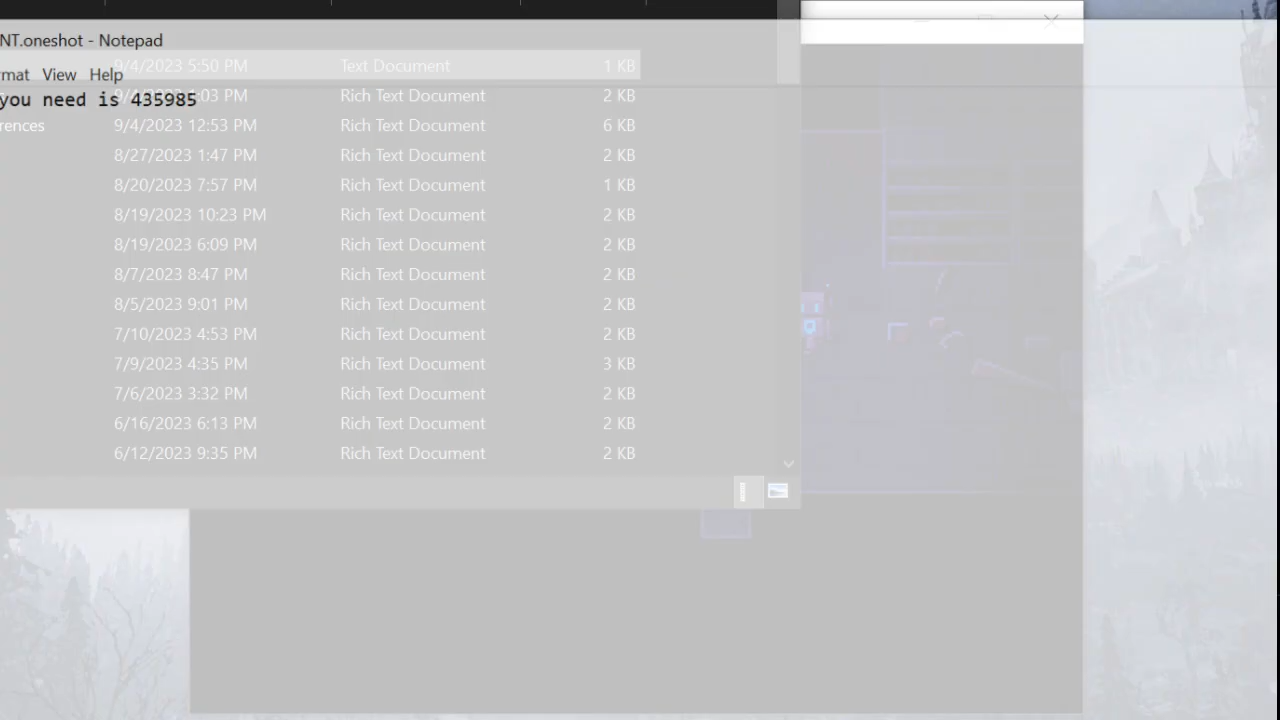 NT.oneshot - Notepad
mat View Help
9/4/2023 5:50 PM Text Document 1 KB
you need is 435985
9/4/2023 1:03 PM Rich Text Document 2 KB
rences 9/4/2023 12:53 PM Rich Text Document 6 KB
8/27/2023 1:47 PM Rich Text Document 2 KB
8/20/2023 7:57 PM Rich Text Document 1 KB
8/19/2023 10:23 PM Rich Text Document 2 KB
8/19/2023 6:09 PM Rich Text Document 2 KB
8/7/2023 8:47 PM Rich Text Document 2 KB
8/5/2023 9:01 PM Rich Text Document 2 KB
7/10/2023 4:53 PM Rich Text Document 2 KB
7/9/2023 4:35 PM Rich Text Document 3 KB
7/6/2023 3:32 PM Rich Text Document 2 KB
6/16/2023 6:13 PM Rich Text Document 2 KB
6/12/2023 9:35 PM Rich Text Document 2 KB